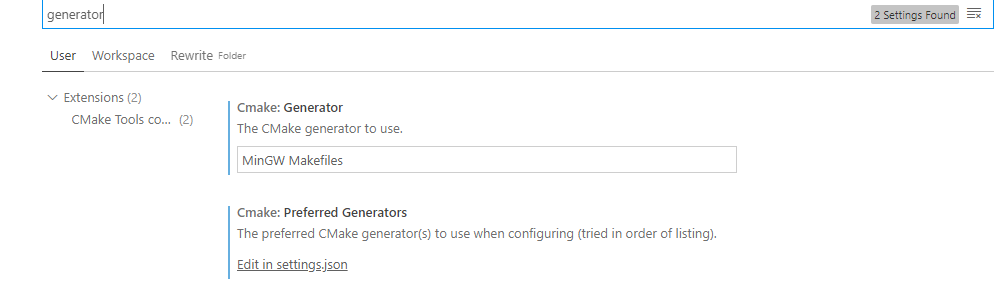 generator
2 Settings Found
User Workspace Rewrite Folder
Extensions (2)
CMake Tools co... (2)
Cmake: Generator
The CMake generator to use.
MinGW Makefiles
Cmake: Preferred Generators
The preferred CMake generator(s) to use when configuring (tried in order of listing).
Edit in settings.json